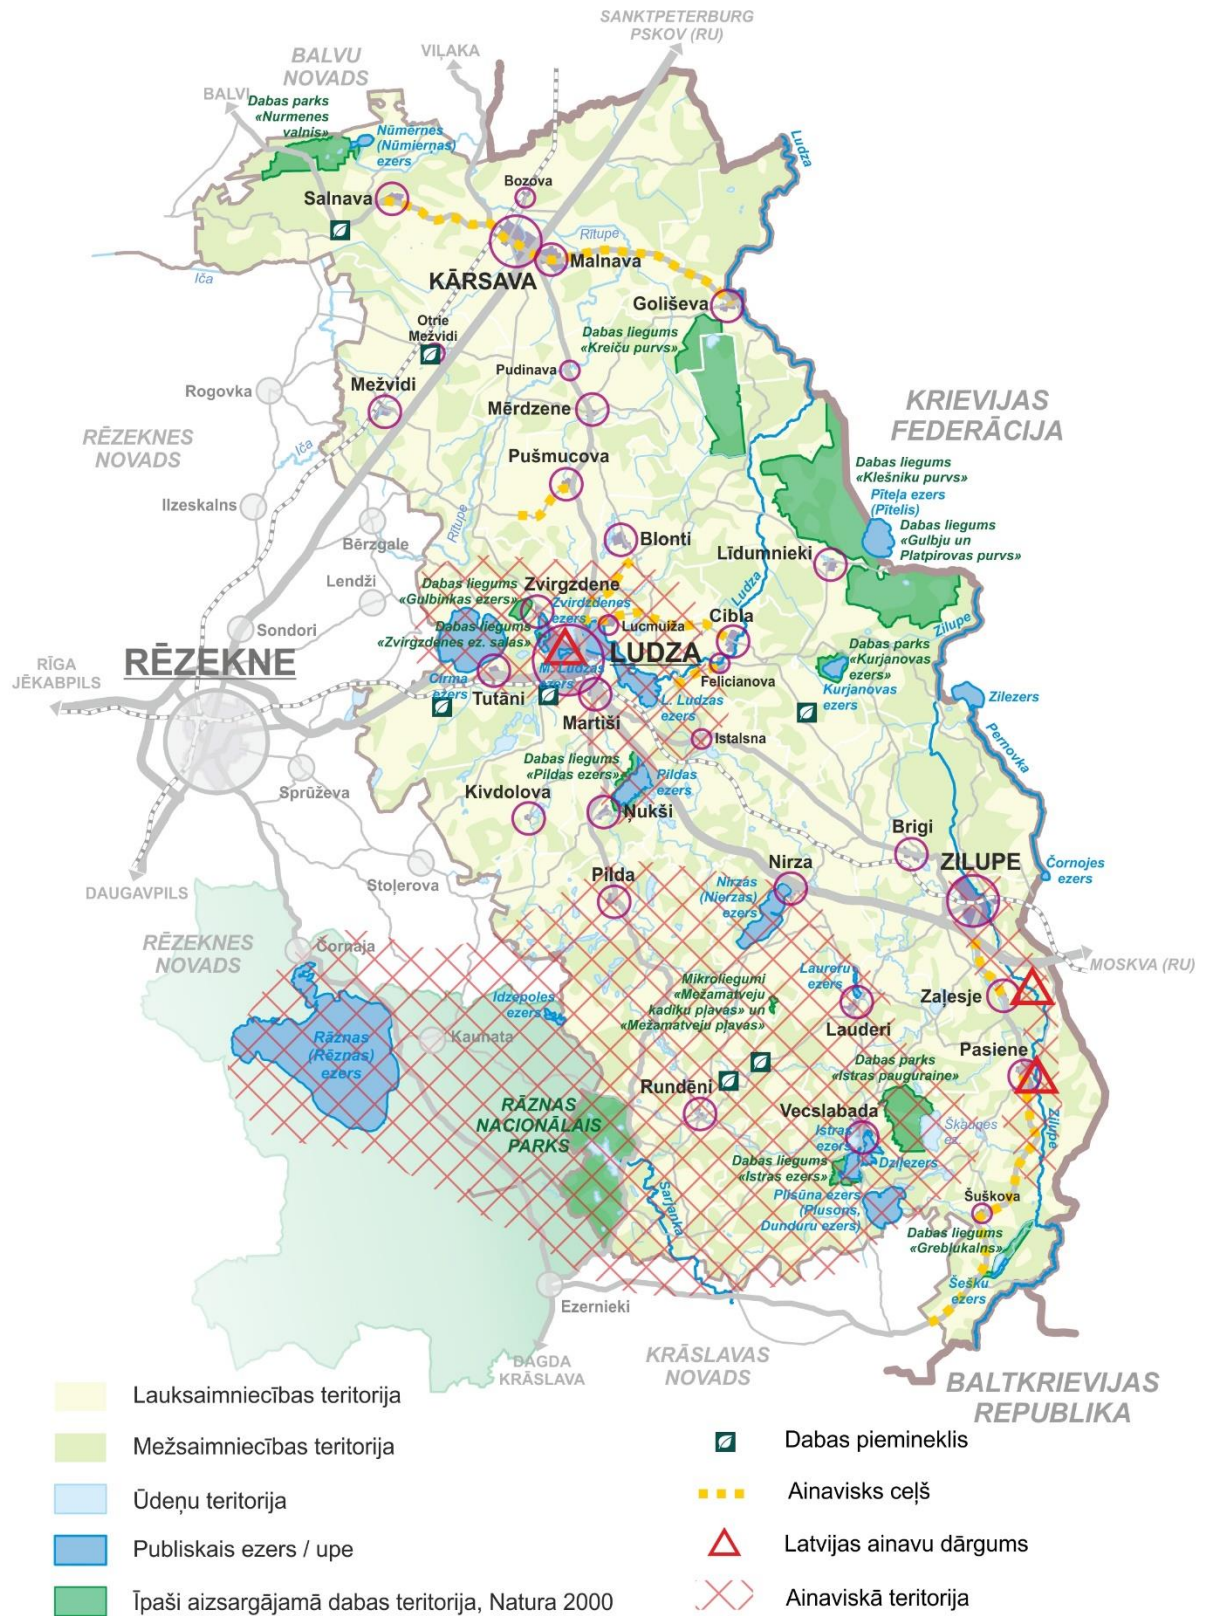 SANKTPETERBURG
PSKOV (RU)
BALVU
NOVADS
VIĻAKA
BALVI
Dabas parks
«Nurmenes
valnis»
Nūmērnes
(Nūmierņas)
ezers
Ludza
Bozova
Salnava
Rītupe
Malnava
KĀRSAVA
Iča
Goliševa
Otrie
Mežvidi
Dabas liegums
«Kreiču purvs»
Pudinava
Rogovka
Mežvidi
Mērdzene
KRIEVIJAS
FEDERĀCIJA
RĒZEKNES
NOVADS
Iča
Pušmucova
Dabas liegums
«Klešniku purvs»
Pīteļa ezers
(Pītelis)
Ilzeskalns
Dabas liegums
«Gulbju un
Platpirovas purvs»
Rītupe
Bērzgale
Blonti
Līdumnieki
Lendži
Ludza
Dabas liegums
«Gulbinkas ezers»
Zvirgzdene
Zvirdzdenes
ezers
Cibla
Lucmuiža
Dabas liegums
«Zvirgzdenes ez. salas»
Zilupe
Sondori
RĒZEKNE
LUDZA
Dabas parks
«Kurjanovas
ezers»
RĪGA
JĒKABPILS
M. Ludzas
ezers
Felicianova
Cirma
ezers
Tutāni
Kurjanovas
ezers
Zilezers
L. Ludzas
ezers
Martiši
Istalsna
Pernovka
Dabas liegums
«Pildas ezers»
Pildas
ezers
Sprūževa
Kivdolova
Ņukši
Brigi
ZILUPE
Nirza
Čornojes
ezers
DAUGAVPILS
Stoļerova
Pilda
Nirzas
(Nierzas)
ezers
RĒZEKNES
NOVADS
Čornaja
MOSKVA (RU)
Laureru
ezers
Mikroliegumi
«Mežamatveju
kadiķu pļavas» un
«Mežamatveju pļavas»
Zaļesje
Idzepoles
ezers
Lauderi
Kaunata
Rāznas
(Rēznas)
ezers
Pasiene
Dabas parks
«Istras pauguraine»
Rundēni
RĀZNAS
NACIONĀLAIS
PARKS
Vecslabada
Zilupe
Istras
ezers
Šķaunes
ez.
Dziļezers
Dabas liegums
«Istras ezers»
Sarjanka
Plisūna ezers
(Plusons,
Dunduru ezers)
Šuškova
Dabas liegums
«Grebļukalns»
Šešku
ezers
Ezernieki
DAGDA
KRĀSLAVA
KRĀSLAVAS
NOVADS
BALTKRIEVIJAS
REPUBLIKA
Lauksaimniecības teritorija
Mežsaimniecības teritorija
Ūdeņu teritorija
Publiskais ezers / upe
Īpaši aizsargājamā dabas teritorija, Natura 2000
Dabas piemineklis
Ainavisks ceļš
Latvijas ainavu dārgums
Ainaviskā teritorija